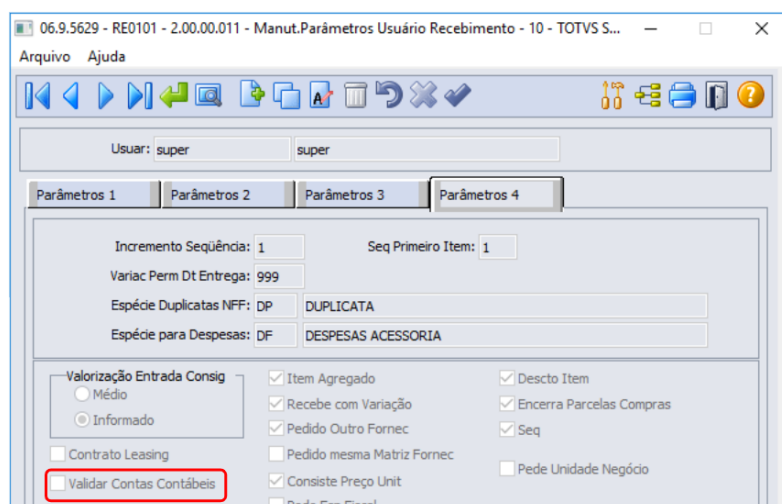 06.9.5629 - RE0101 - 2.00.00.011 - Manut.Parâmetros Usuário Recebimento - 10 - TOTVS S...
Arquivo Ajuda
Usuar: super super
Parâmetros 1 Parâmetros 2 Parâmetros 3 Parâmetros 4
Incremento Seqüência: 1 Seq Primeiro Item: 1
Variac Perm Dt Entrega: 999
Espécie Duplicatas NFF: DP DUPLICATA
Espécie para Despesas: DF DESPESAS ACESSORIA
Valorização Entrada Consig Item Agregado Descto Item
Médio Recebe com Variação Encerra Parcelas Compras
Informado Pedido Outro Fornec Seq
Contrato Leasing Pedido mesma Matriz Fornec
Validar Contas Contábeis Consiste Preço Unit Pede Unidade Negócio